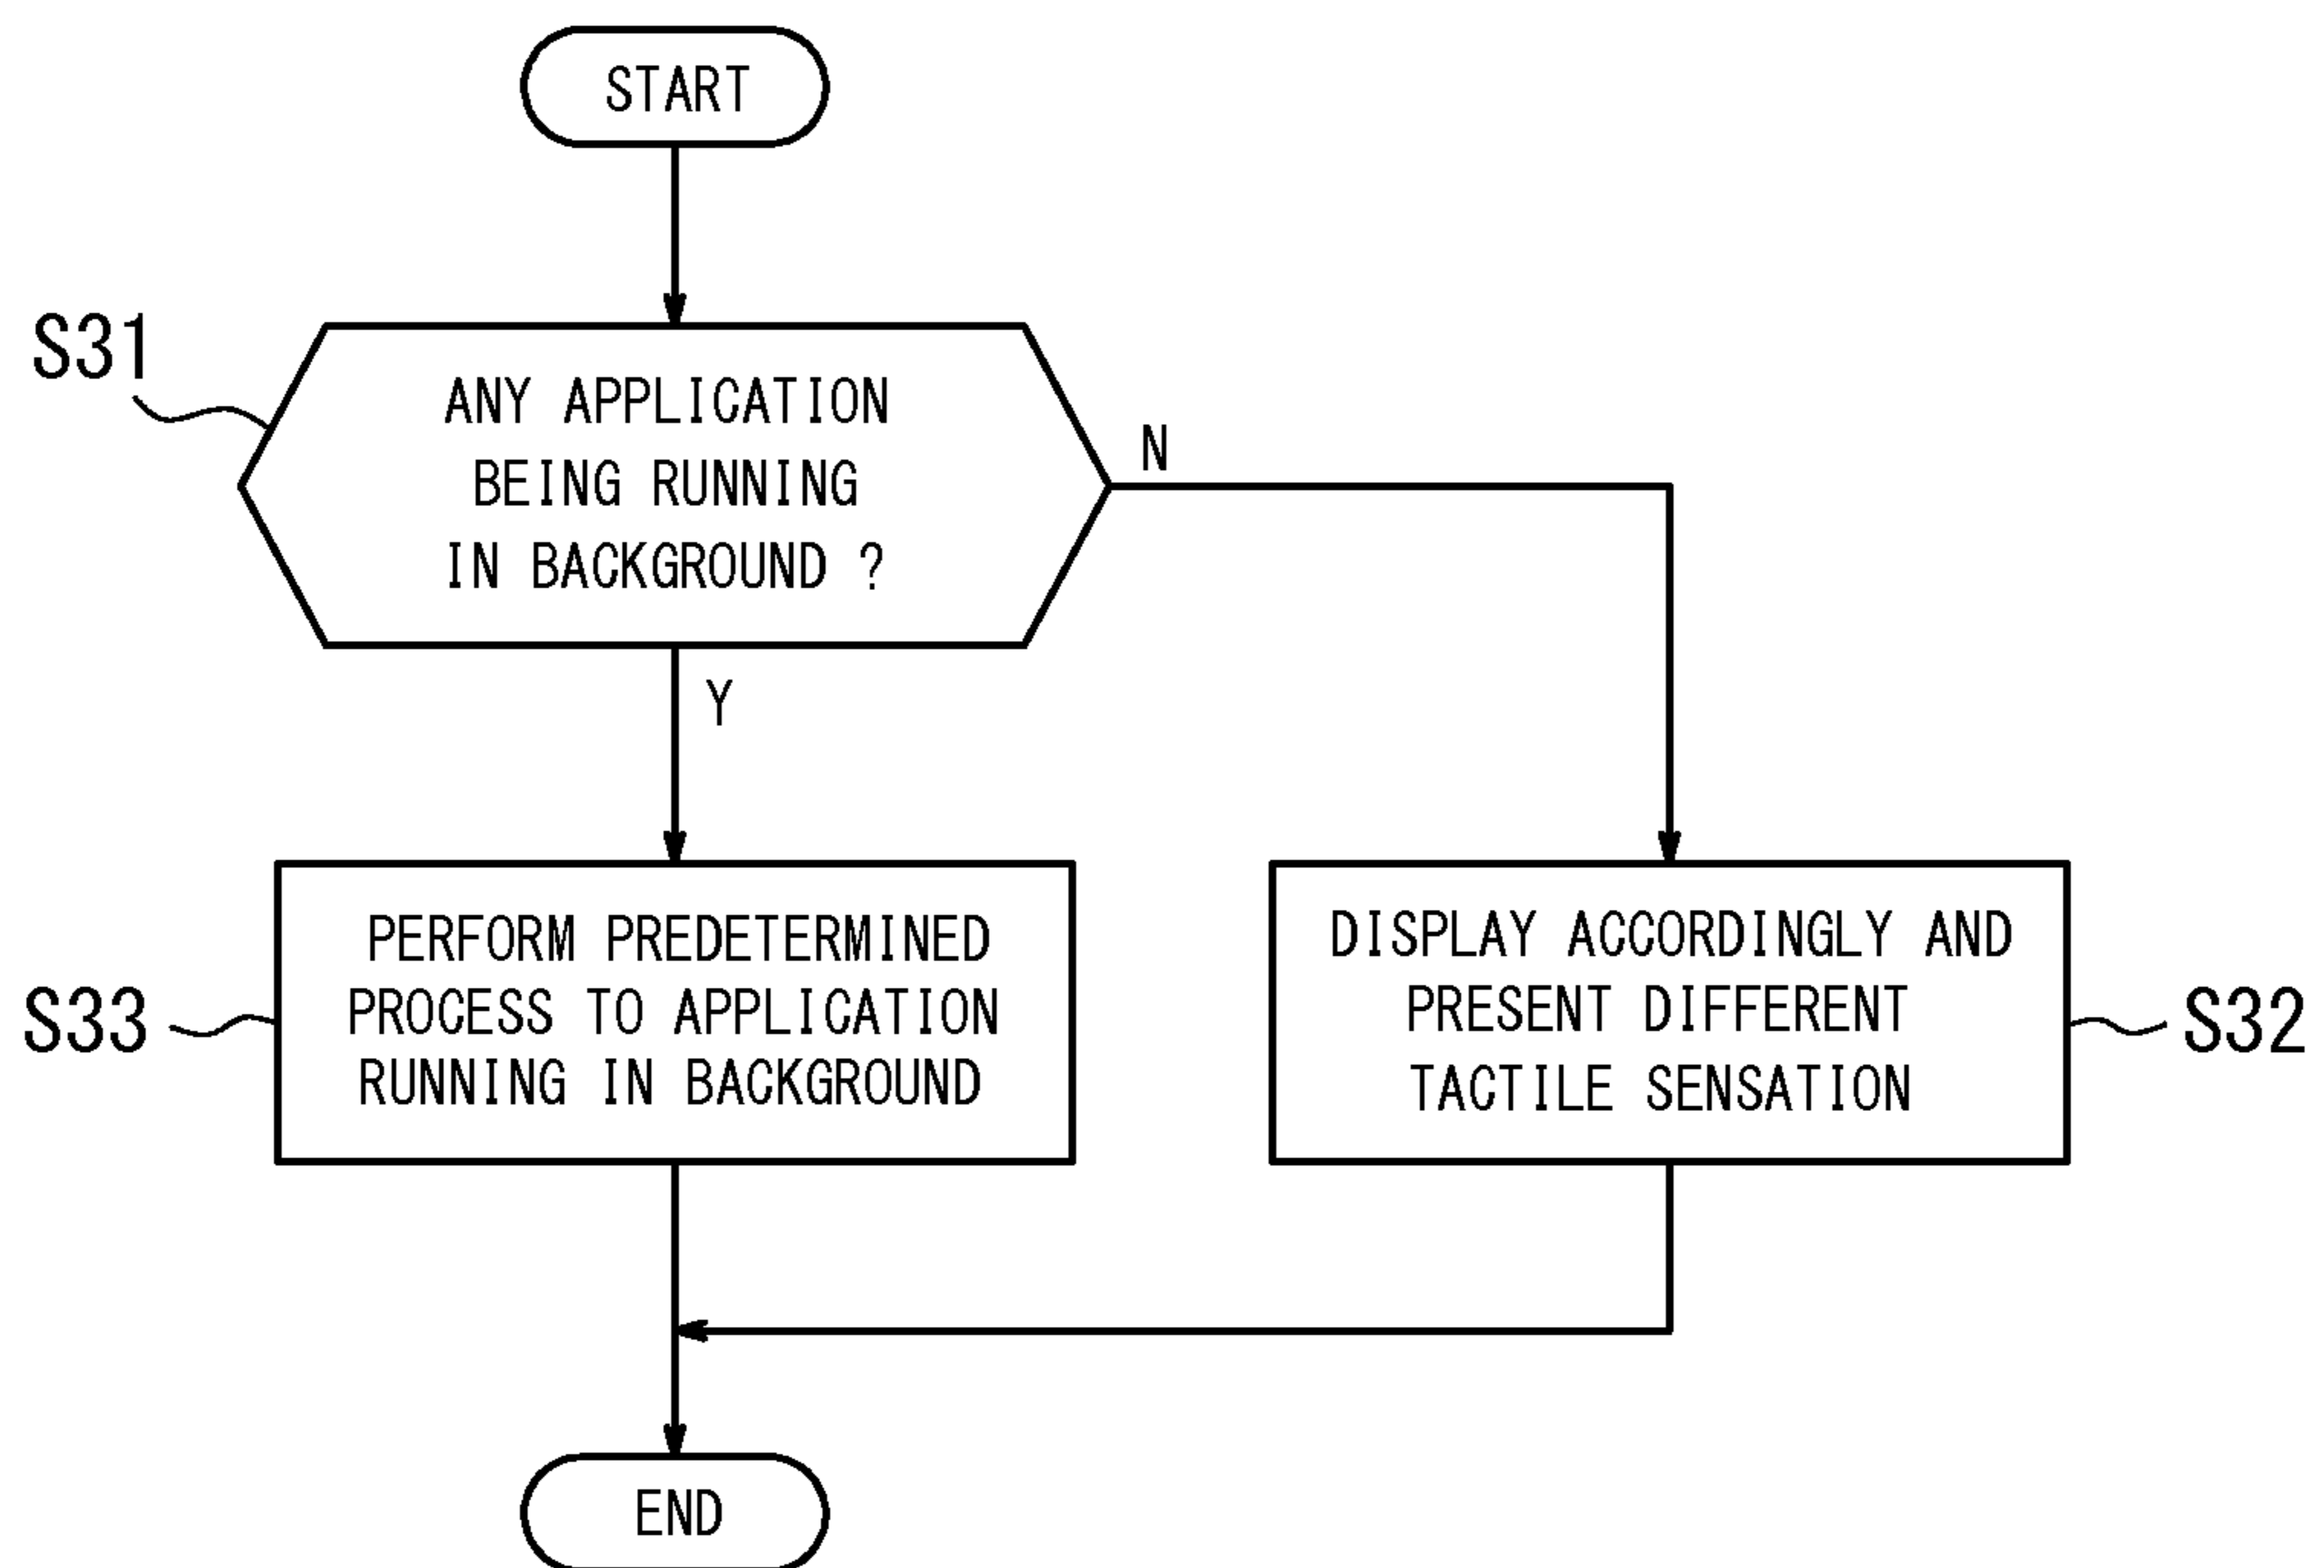 START
S31
ANY APPLICATION
BEING RUNNING
IN BACKGROUND ?
N
Y
S33
PERFORM PREDETERMINED
PROCESS TO APPLICATION
RUNNING IN BACKGROUND
DISPLAY ACCORDINGLY AND
PRESENT DIFFERENT
TACTILE SENSATION
S32
END